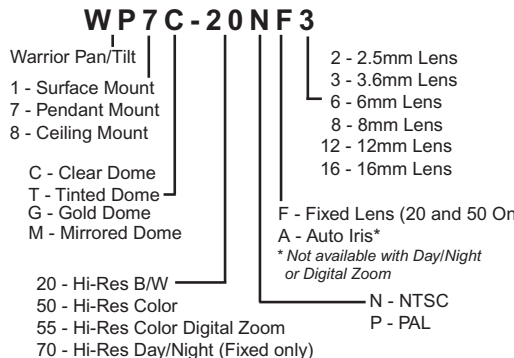 WP7C-20NF3
Warrior Pan/Tilt
1 - Surface Mount
7 - Pendant Mount
8 - Ceiling Mount
2 - 2.5mm Lens
3 - 3.6mm Lens
6 - 6mm Lens
8 - 8mm Lens
12 - 12mm Lens
16 - 16mm Lens
C - Clear Dome
T - Tinted Dome
G - Gold Dome
M - Mirrored Dome
F - Fixed Lens (20 and 50 On
A - Auto Iris*
* Not available with Day/Night
or Digital Zoom
20 - Hi-Res B/W
50 - Hi-Res Color
55 - Hi-Res Color Digital Zoom
70 - Hi-Res Day/Night (Fixed only)
N - NTSC
P - PAL